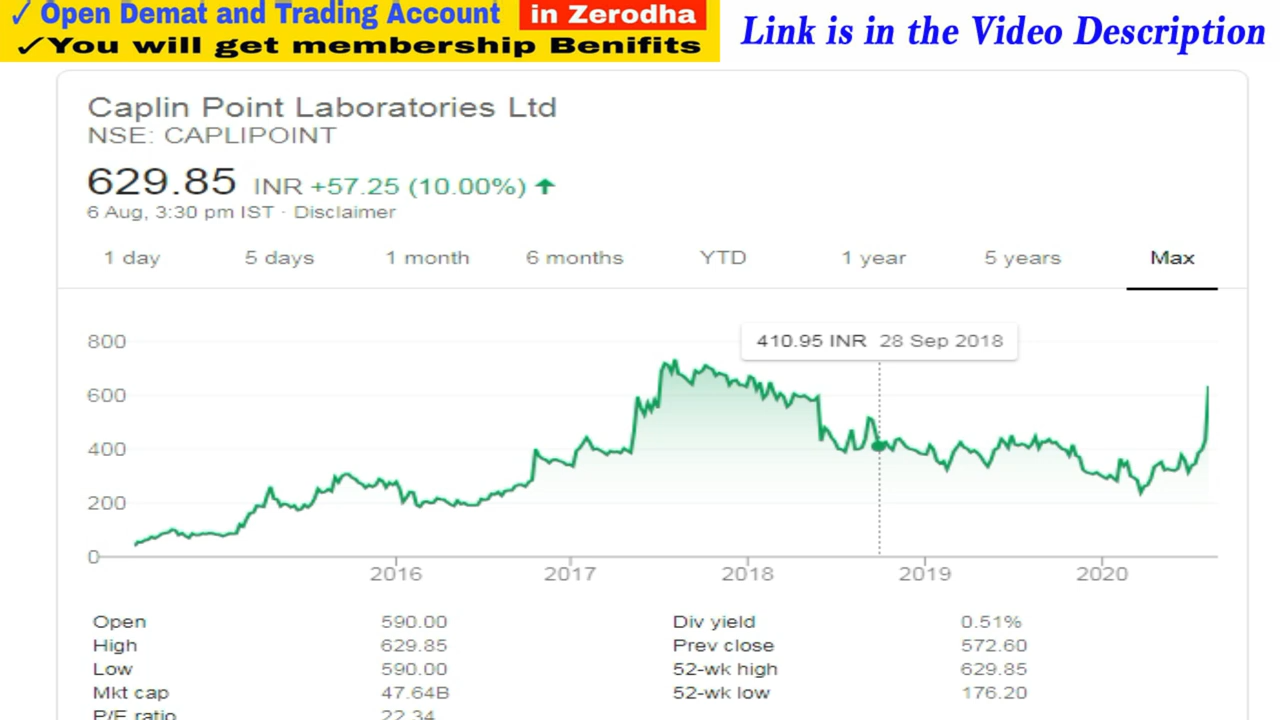 ✓ Open Demat and Trading Account in Zerodha
✓You will get membership Benifits
Link is in the Video Description
Caplin Point Laboratories Ltd
NSE: CAPLIPOINT
629.85 INR +57.25 (10.00%) ↑
6 Aug, 3:30 pm IST · Disclaimer
1 day 5 days 1 month 6 months YTD 1 year 5 years Max
410.95 INR 28 Sep 2018
800
600
400
200
0
2016 2017 2018 2019 2020
Open 590.00 Div yield 0.51%
High 629.85 Prev close 572.60
Low 590.00 52-wk high 629.85
Mkt cap 47.64B 52-wk low 176.20
P/E ratio 22.34